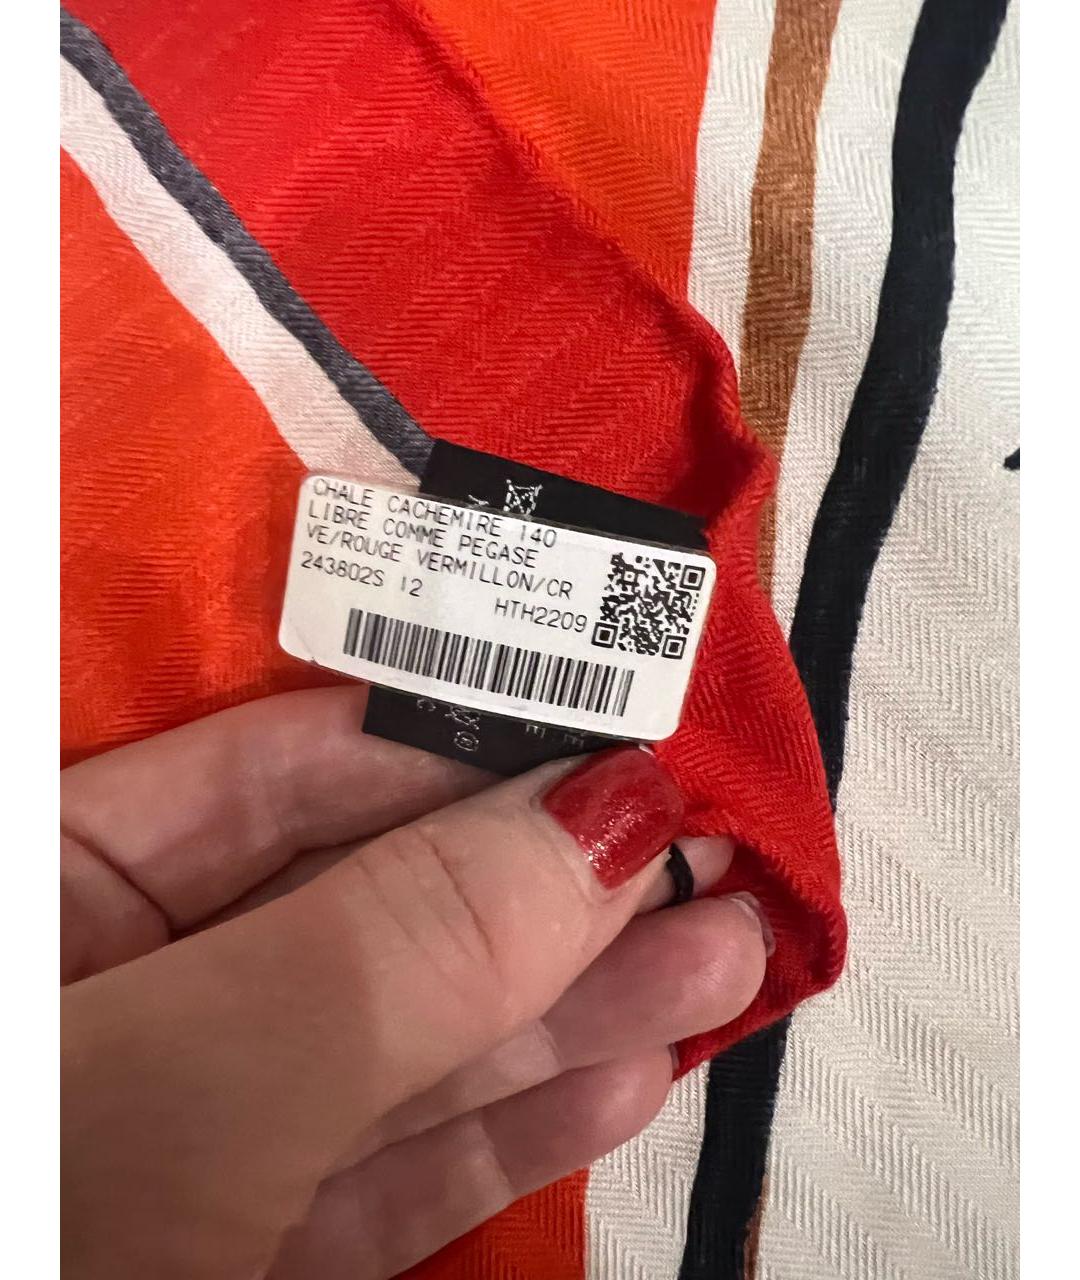 CHALE CACHEMIRE 140
LIBRE COMME PEGASE
VE/ROUGE VERMILLON/CR
243802S 12
HTH2209